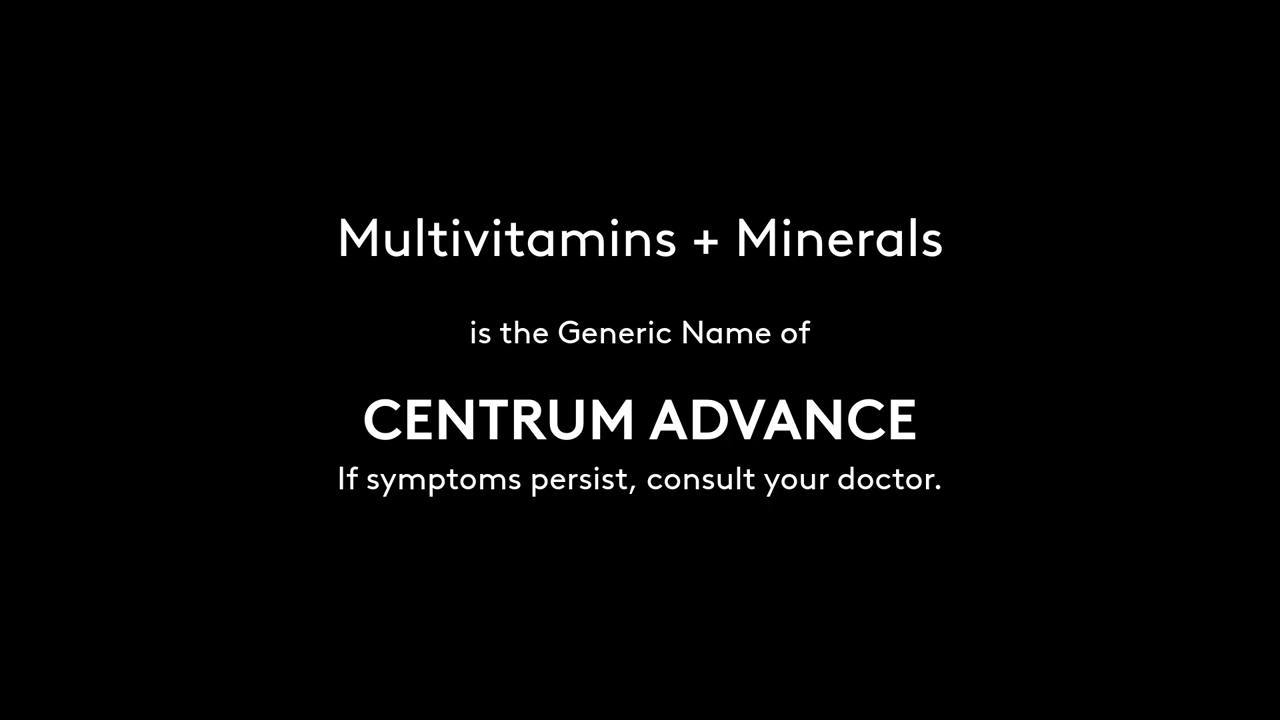 Multivitamins + Minerals
is the Generic Name of
CENTRUM ADVANCE
If symptoms persist, consult your doctor.